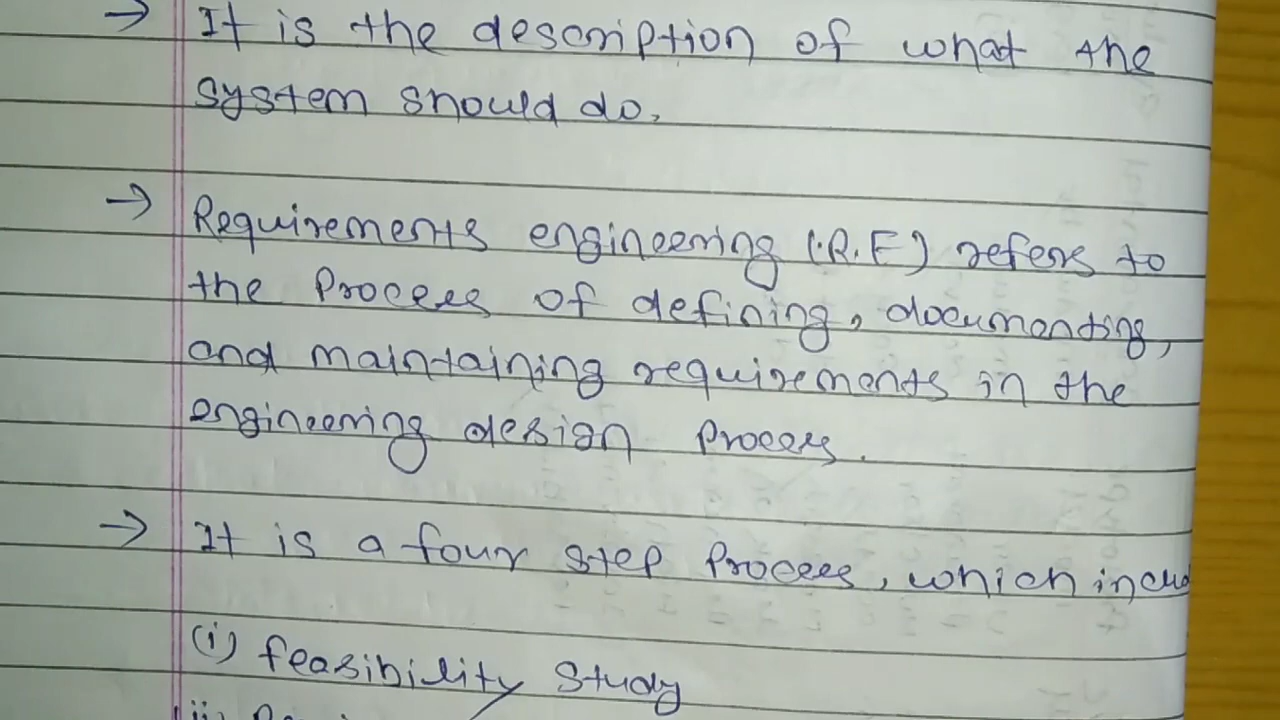 → It is the description of what the
system should do.
→ Requirements engineering (R.E) refers to
the Process of defining, documenting,
and maintaining requirements in the
engineering design Process.
→ It is a four step Process, which includ
(i) feasibility Study